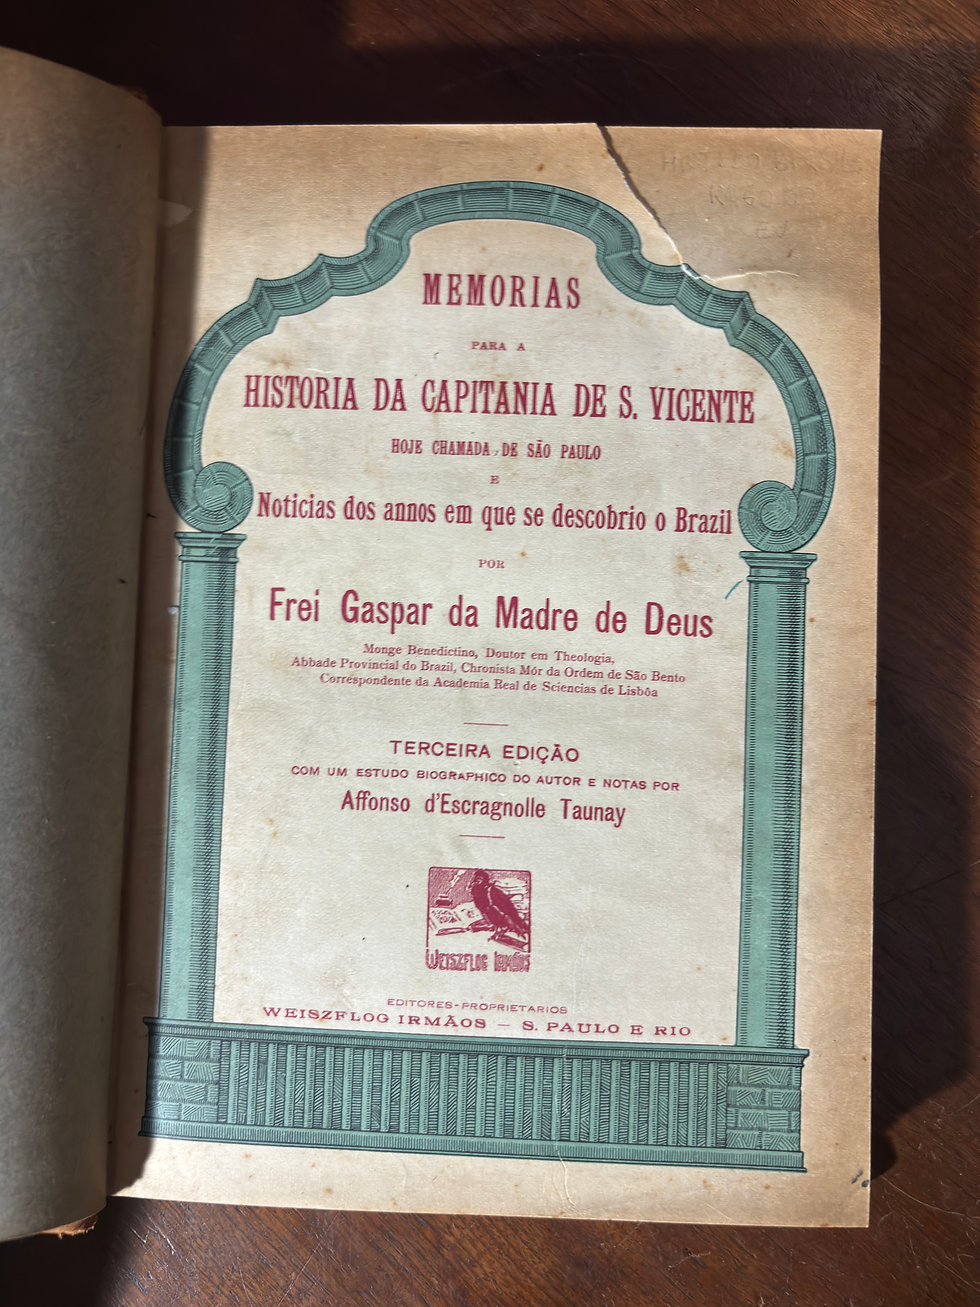 MEMORIAS
PARA A
HISTORIA DA CAPITANIA DE S. VICENTE
HOJE CHAMADA, DE SÃO PAULO
E
Noticias dos annos em que se descobrio o Brazil
POR
Frei Gaspar da Madre de Deus
Monge Benedictino, Doutor em Theologia,
Abbade Provincial do Brazil, Chronista Mór da Ordem de São Bento
Correspondente da Academia Real de Sciencias de Lisbôa
TERCEIRA EDIÇÃO
COM UM ESTUDO BIOGRAPHICO DO AUTOR E NOTAS POR
Affonso d'Escragnolle Taunay
WEISZFLOG IRMÃOS
EDITORES-PROPRIETARIOS
WEISZFLOG IRMÃOS — S. PAULO E RIO